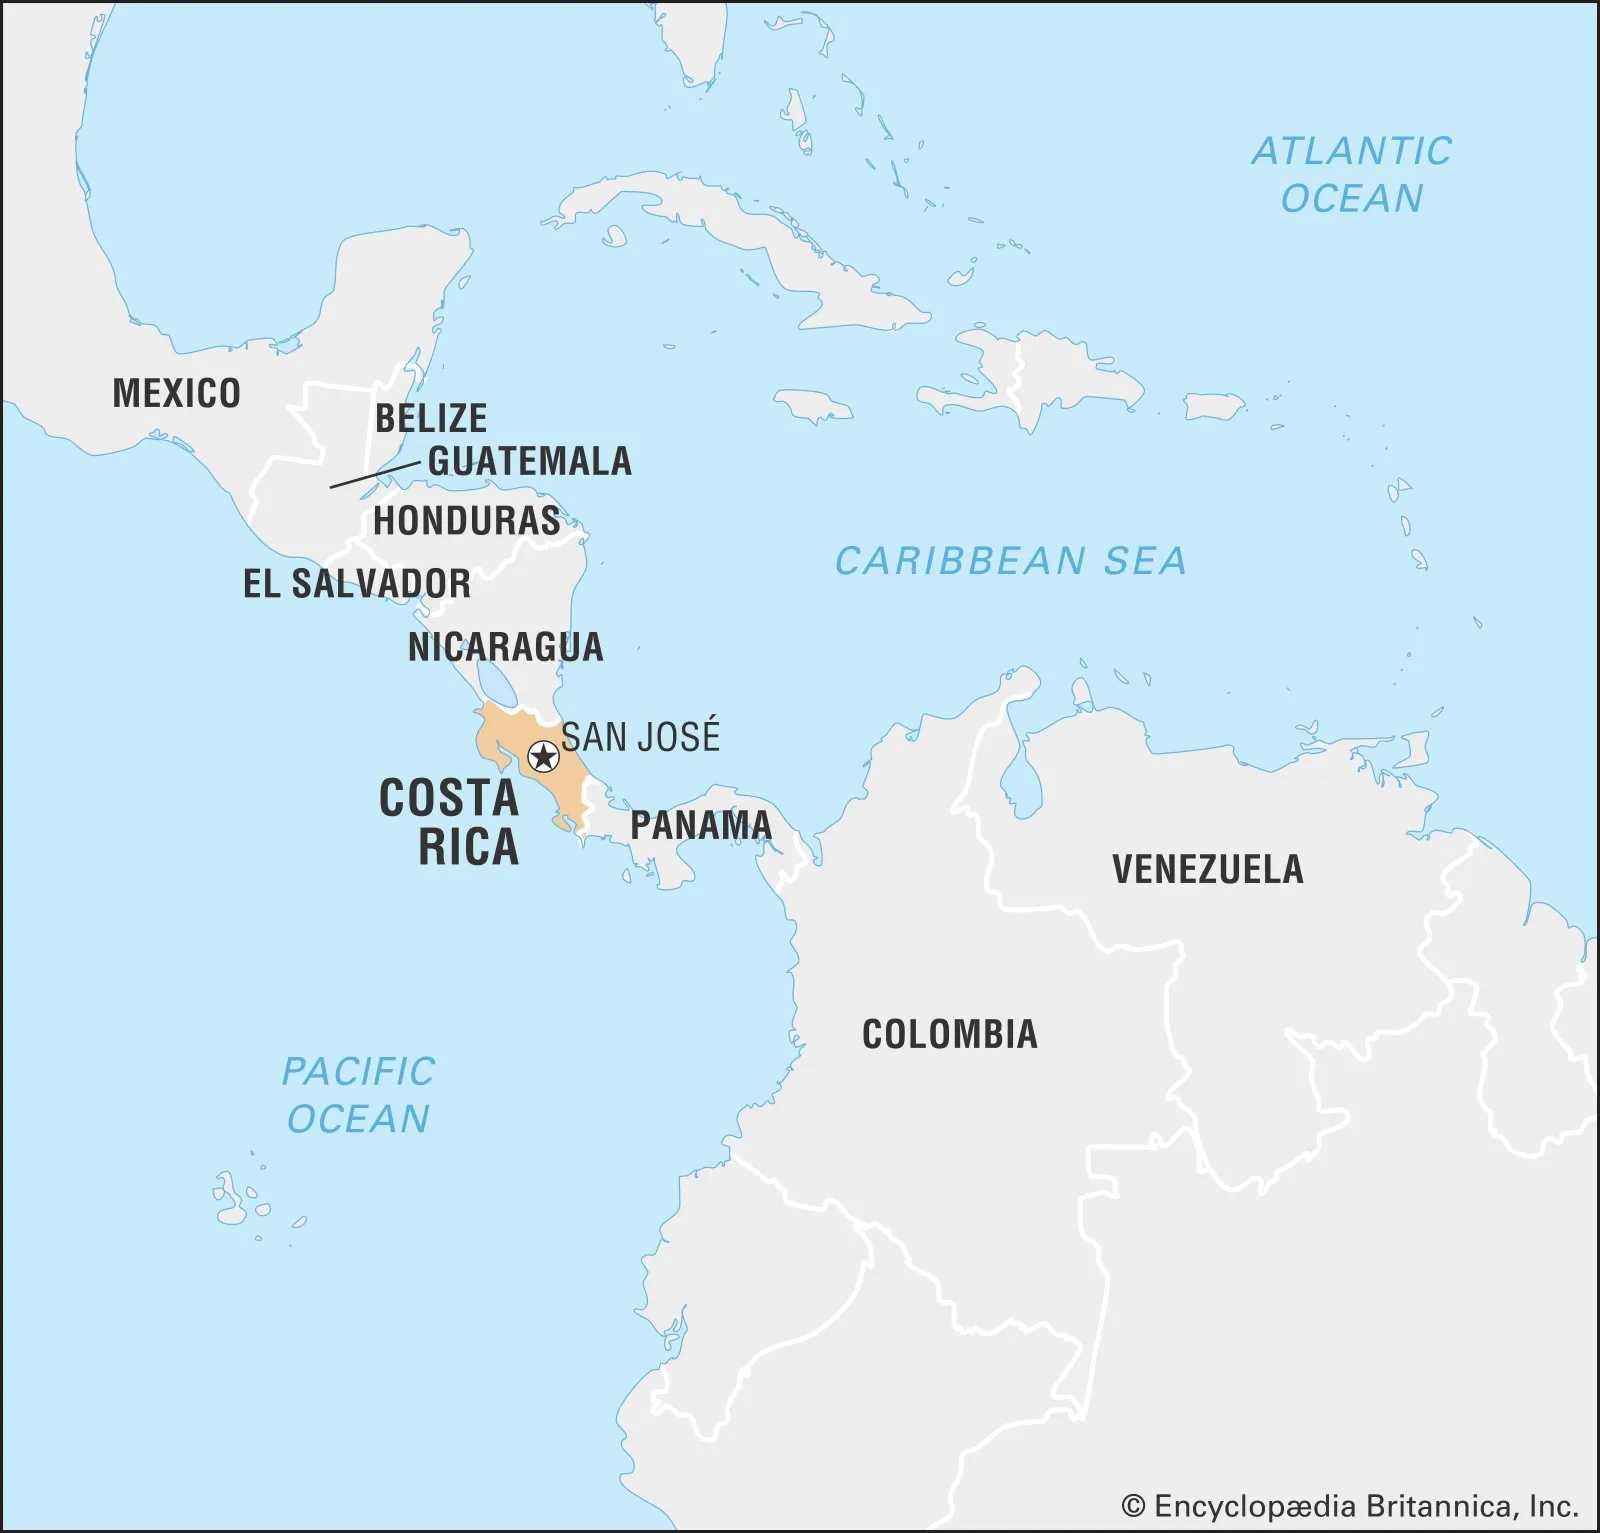 ATLANTIC
OCEAN
MEXICO
BELIZE
GUATEMALA
HONDURAS
CARIBBEAN SEA
EL SALVADOR
NICARAGUA
SAN JOSÉ
COSTA
RICA
PANAMA
VENEZUELA
COLOMBIA
PACIFIC
OCEAN
© Encyclopædia Britannica, Inc.